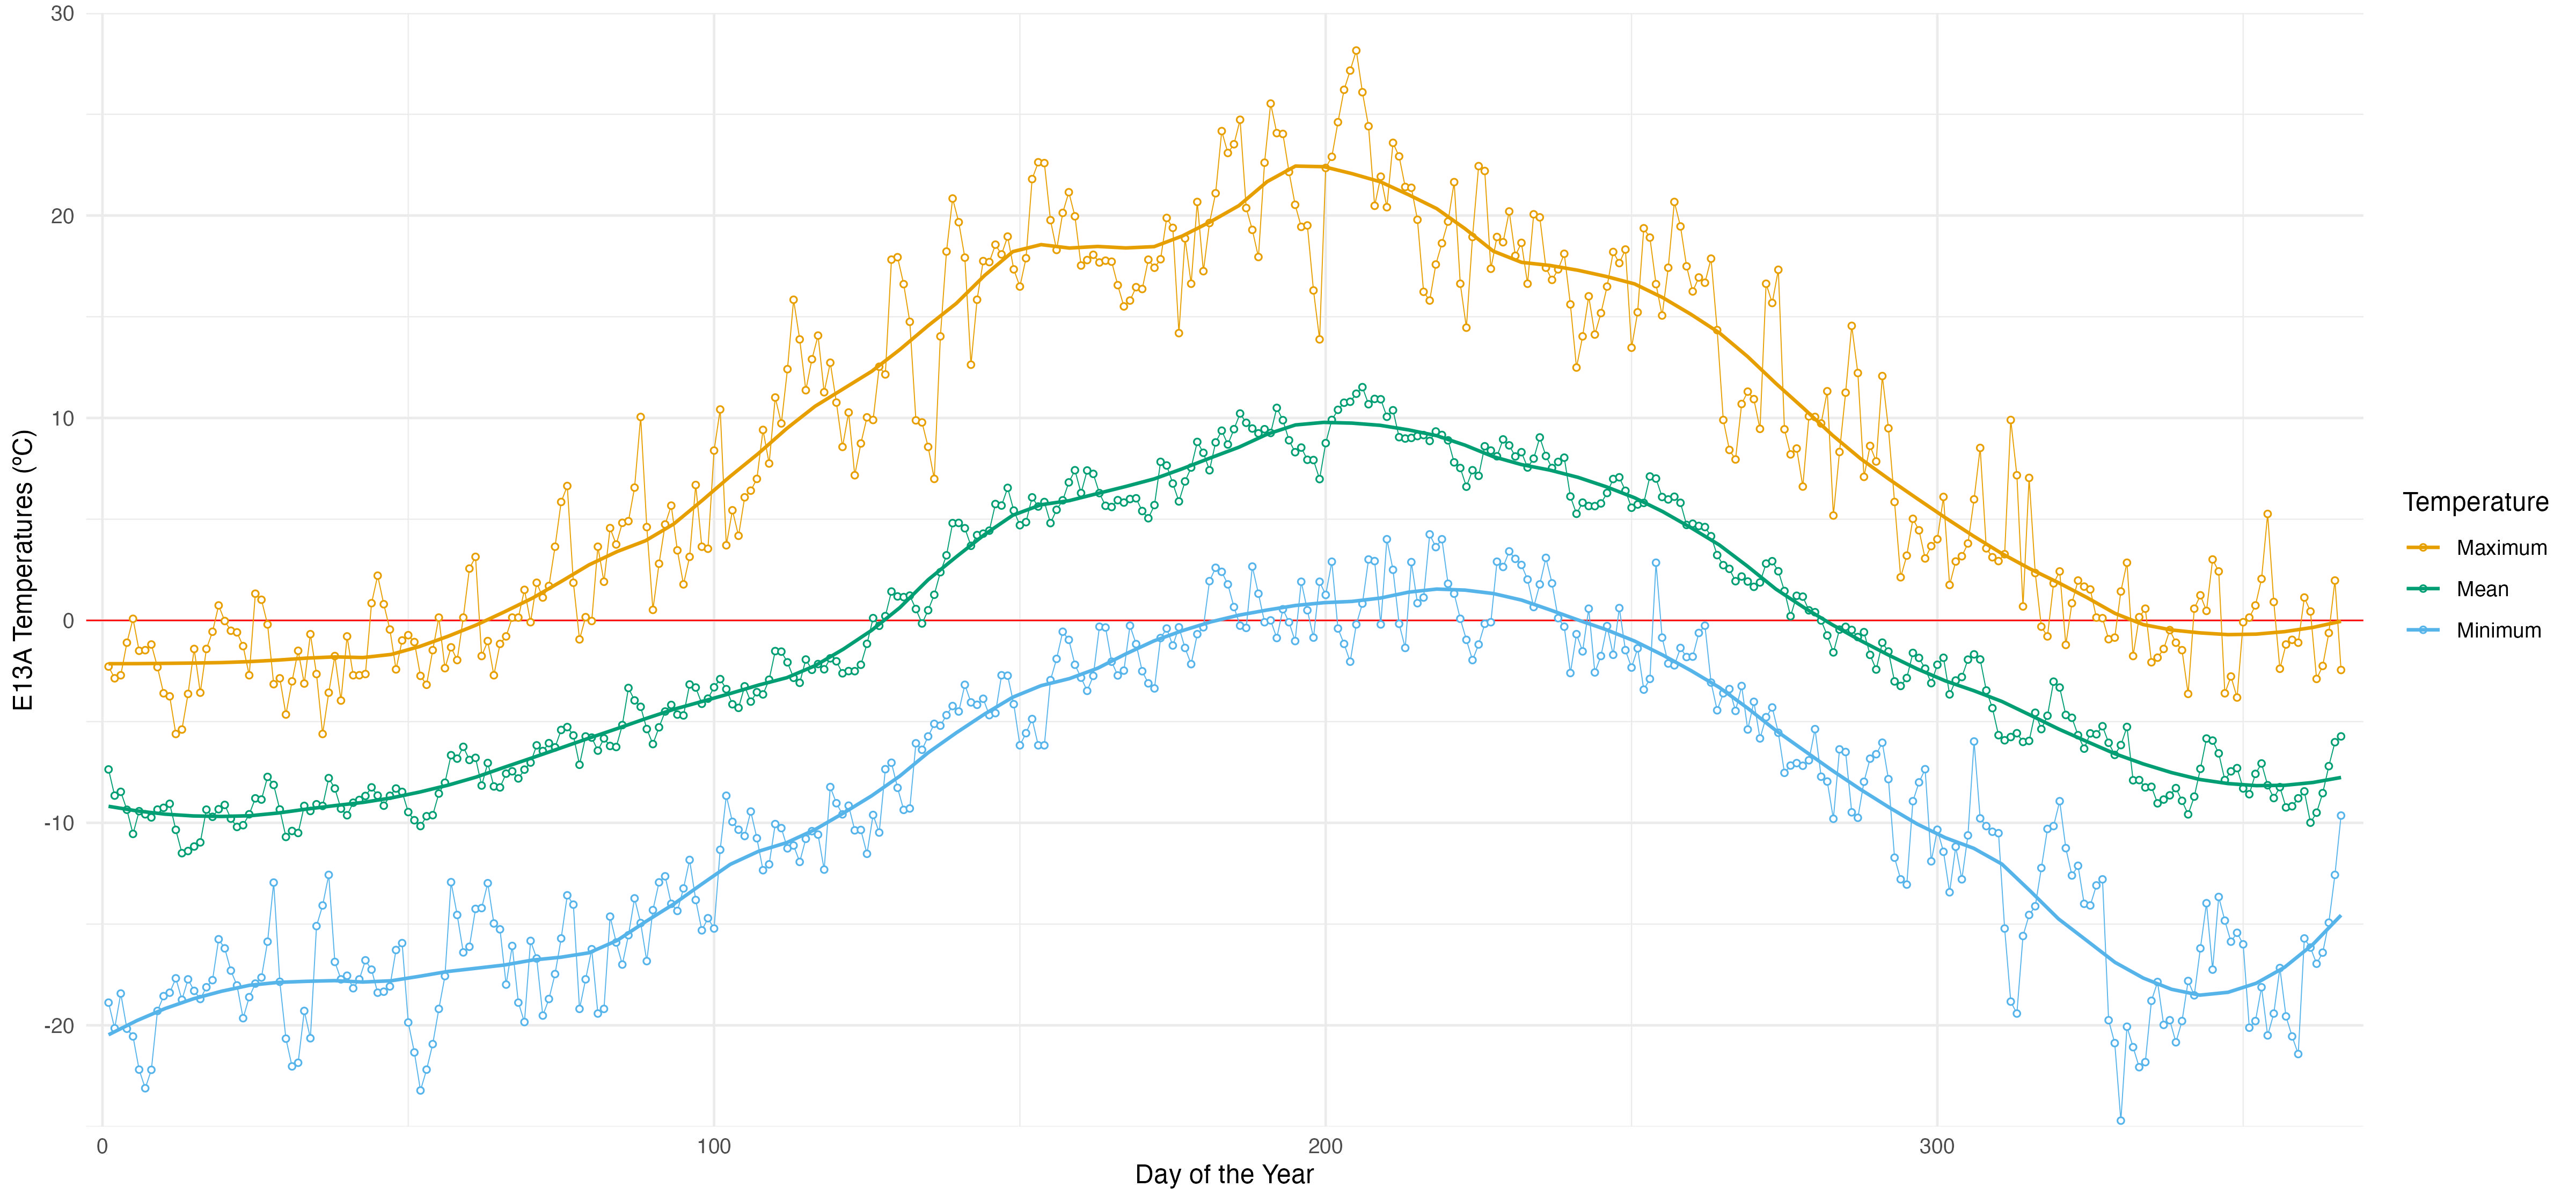 30
20
10
0
-10
-20
0 100 200 300
Day of the Year
E13A Temperatures (ºC)
Temperature
Maximum
Mean
Minimum